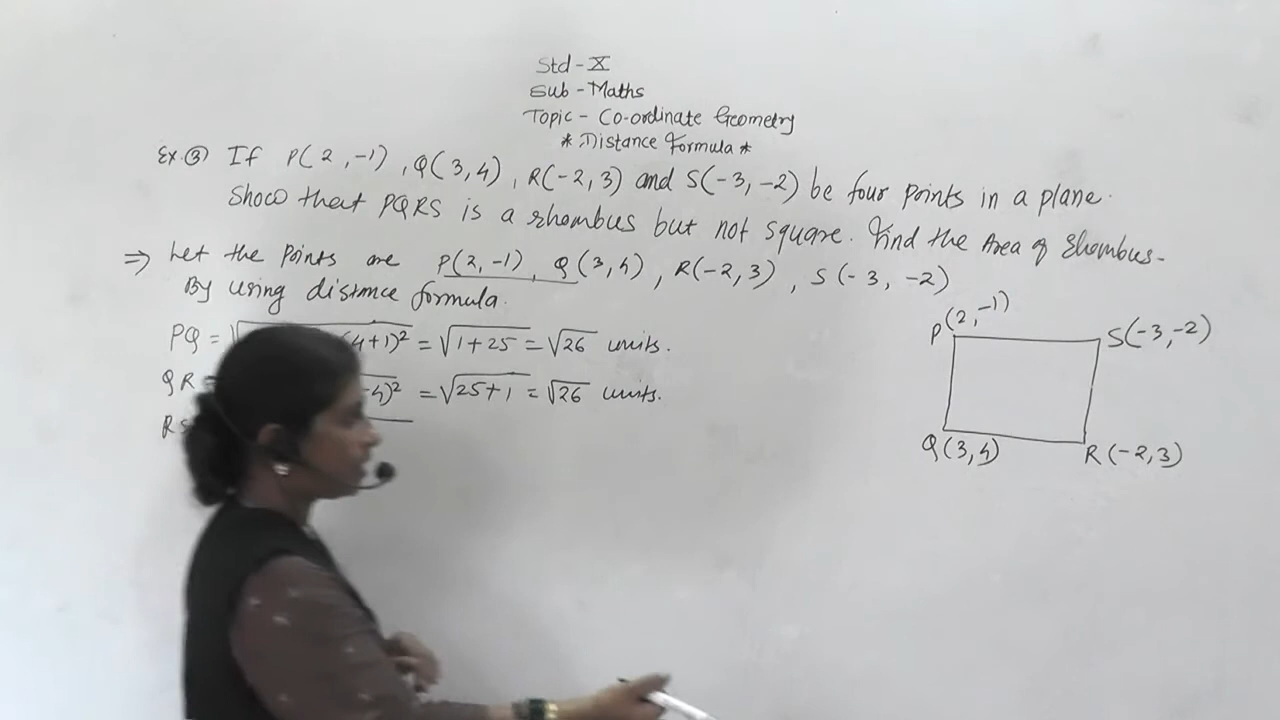 Std - X
Sub - Maths
Topic - Co-ordinate Geometry
* Distance Formula *
Ex. ③ If P(2, -1), Q(3,4), R(-2, 3) and S(-3, -2) be four points in a plane.
Show that PQRS is a rhombus but not square. Find the Area of Rhombus.
⇒ Let the points are P(2, -1), Q(3, 4), R(-2, 3), S(-3, -2)
By using distance formula.
PQ = √ (4+1)² = √1+25 = √26 units.
QR = -4)² = √25+1 = √26 units.
RS
P(2, -1)
S(-3, -2)
Q(3, 4)
R(-2, 3)